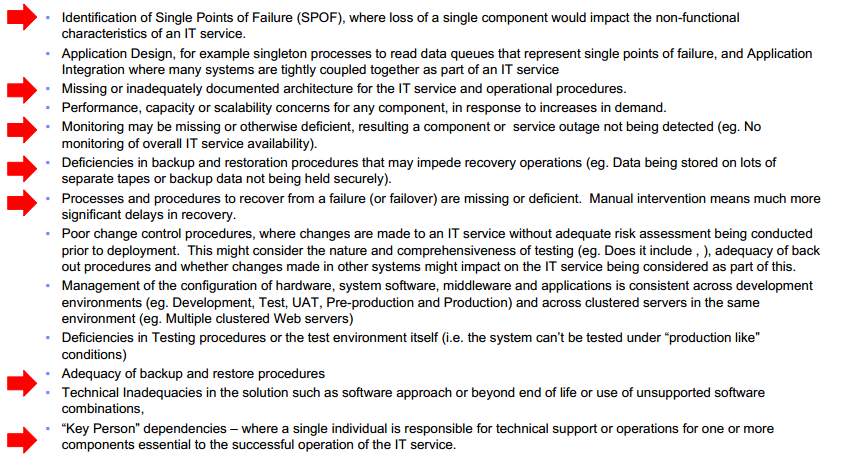 ▪ Identification of Single Points of Failure (SPOF), where loss of a single component would impact the non-functional
characteristics of an IT service.
▪ Application Design, for example singleton processes to read data queues that represent single points of failure, and Application
Integration where many systems are tightly coupled together as part of an IT service
▪ Missing or inadequately documented architecture for the IT service and operational procedures.
▪ Performance, capacity or scalability concerns for any component, in response to increases in demand.
▪ Monitoring may be missing or otherwise deficient, resulting a component or  service outage not being detected (eg. No
monitoring of overall IT service availability).
▪ Deficiencies in backup and restoration procedures that may impede recovery operations (eg. Data being stored on lots of
separate tapes or backup data not being held securely).
▪ Processes and procedures to recover from a failure (or failover) are missing or deficient.  Manual intervention means much more
significant delays in recovery.
▪ Poor change control procedures, where changes are made to an IT service without adequate risk assessment being conducted
prior to deployment.  This might consider the nature and comprehensiveness of testing (eg. Does it include , ), adequacy of back
out procedures and whether changes made in other systems might impact on the IT service being considered as part of this.
▪ Management of the configuration of hardware, system software, middleware and applications is consistent across development
environments (eg. Development, Test, UAT, Pre-production and Production) and across clustered servers in the same
environment (eg. Multiple clustered Web servers)
▪ Deficiencies in Testing procedures or the test environment itself (i.e. the system can't be tested under “production like”
conditions)
▪ Adequacy of backup and restore procedures
▪ Technical Inadequacies in the solution such as software approach or beyond end of life or use of unsupported software
combinations,
▪ “Key Person” dependencies – where a single individual is responsible for technical support or operations for one or more
components essential to the successful operation of the IT service.